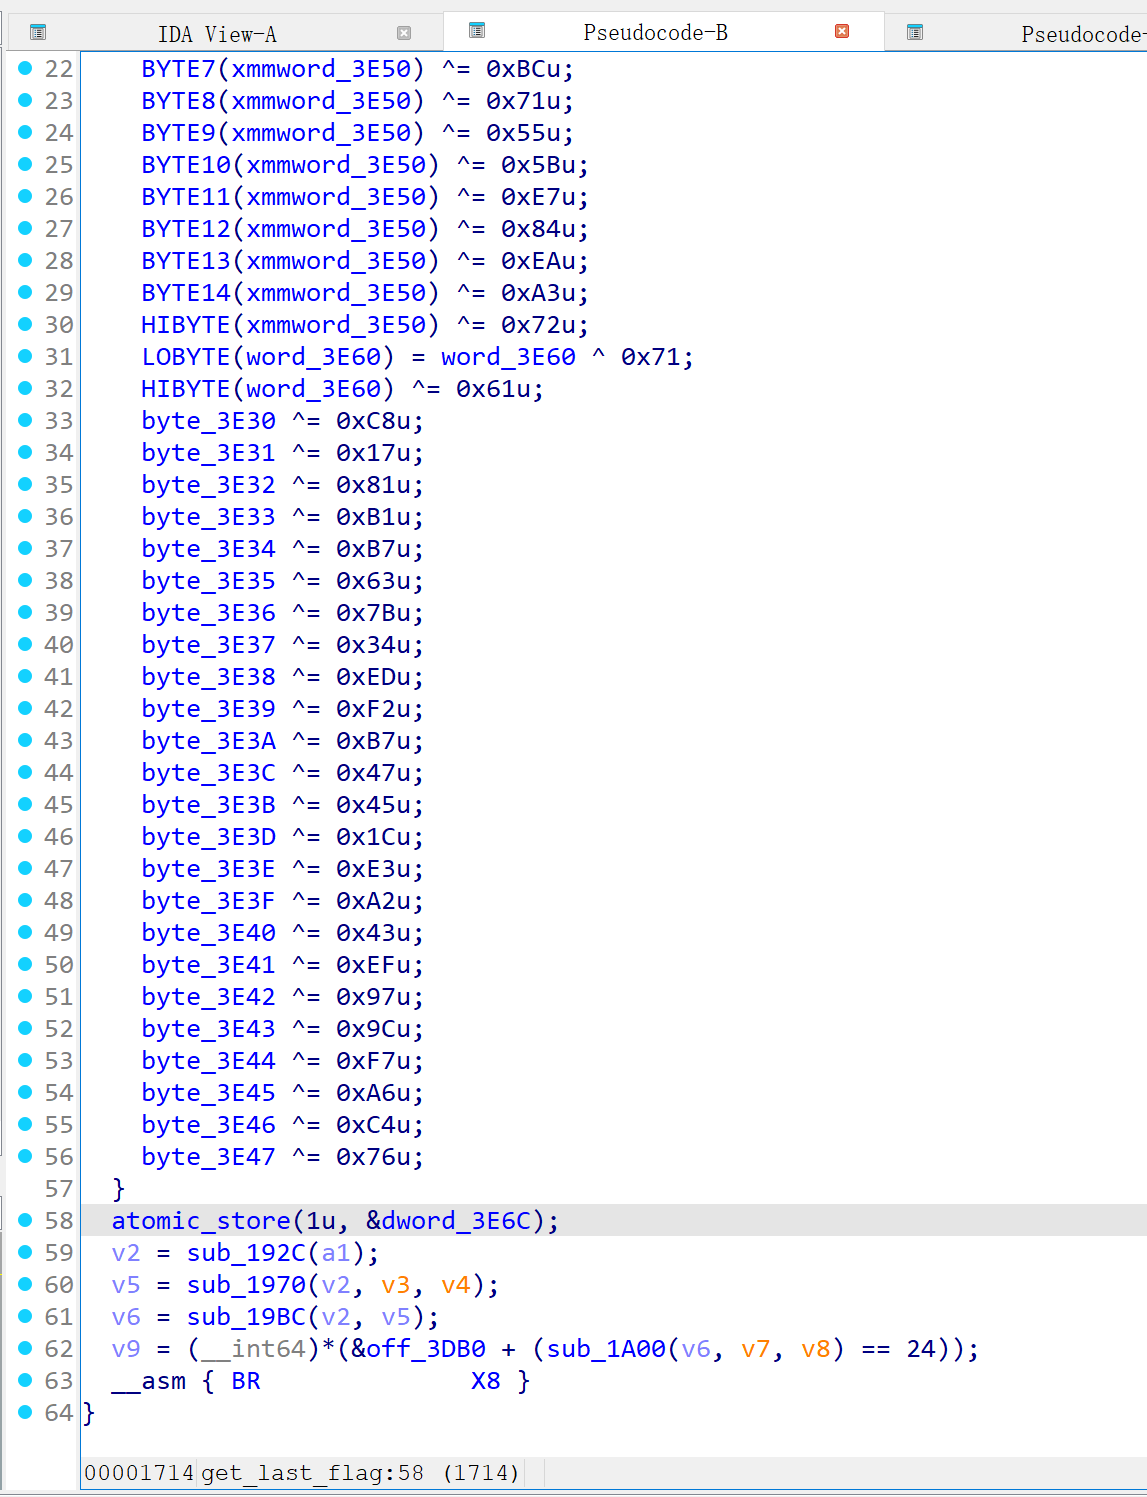 IDA View-A Pseudocode-B Pseudocode-
22 BYTE7(xmmword_3E50) ^= 0xBCu;
23 BYTE8(xmmword_3E50) ^= 0x71u;
24 BYTE9(xmmword_3E50) ^= 0x55u;
25 BYTE10(xmmword_3E50) ^= 0x5Bu;
26 BYTE11(xmmword_3E50) ^= 0xE7u;
27 BYTE12(xmmword_3E50) ^= 0x84u;
28 BYTE13(xmmword_3E50) ^= 0xEAu;
29 BYTE14(xmmword_3E50) ^= 0xA3u;
30 HIBYTE(xmmword_3E50) ^= 0x72u;
31 LOBYTE(word_3E60) = word_3E60 ^ 0x71;
32 HIBYTE(word_3E60) ^= 0x61u;
33 byte_3E30 ^= 0xC8u;
34 byte_3E31 ^= 0x17u;
35 byte_3E32 ^= 0x81u;
36 byte_3E33 ^= 0xB1u;
37 byte_3E34 ^= 0xB7u;
38 byte_3E35 ^= 0x63u;
39 byte_3E36 ^= 0x7Bu;
40 byte_3E37 ^= 0x34u;
41 byte_3E38 ^= 0xEDu;
42 byte_3E39 ^= 0xF2u;
43 byte_3E3A ^= 0xB7u;
44 byte_3E3C ^= 0x47u;
45 byte_3E3B ^= 0x45u;
46 byte_3E3D ^= 0x1Cu;
47 byte_3E3E ^= 0xE3u;
48 byte_3E3F ^= 0xA2u;
49 byte_3E40 ^= 0x43u;
50 byte_3E41 ^= 0xEFu;
51 byte_3E42 ^= 0x97u;
52 byte_3E43 ^= 0x9Cu;
53 byte_3E44 ^= 0xF7u;
54 byte_3E45 ^= 0xA6u;
55 byte_3E46 ^= 0xC4u;
56 byte_3E47 ^= 0x76u;
57 }
58 atomic_store(1u, &dword_3E6C);
59 v2 = sub_192C(a1);
60 v5 = sub_1970(v2, v3, v4);
61 v6 = sub_19BC(v2, v5);
62 v9 = (__int64)*(&off_3DB0 + (sub_1A00(v6, v7, v8) == 24));
63 __asm { BR X8 }
64 }
00001714 get_last_flag:58 (1714)